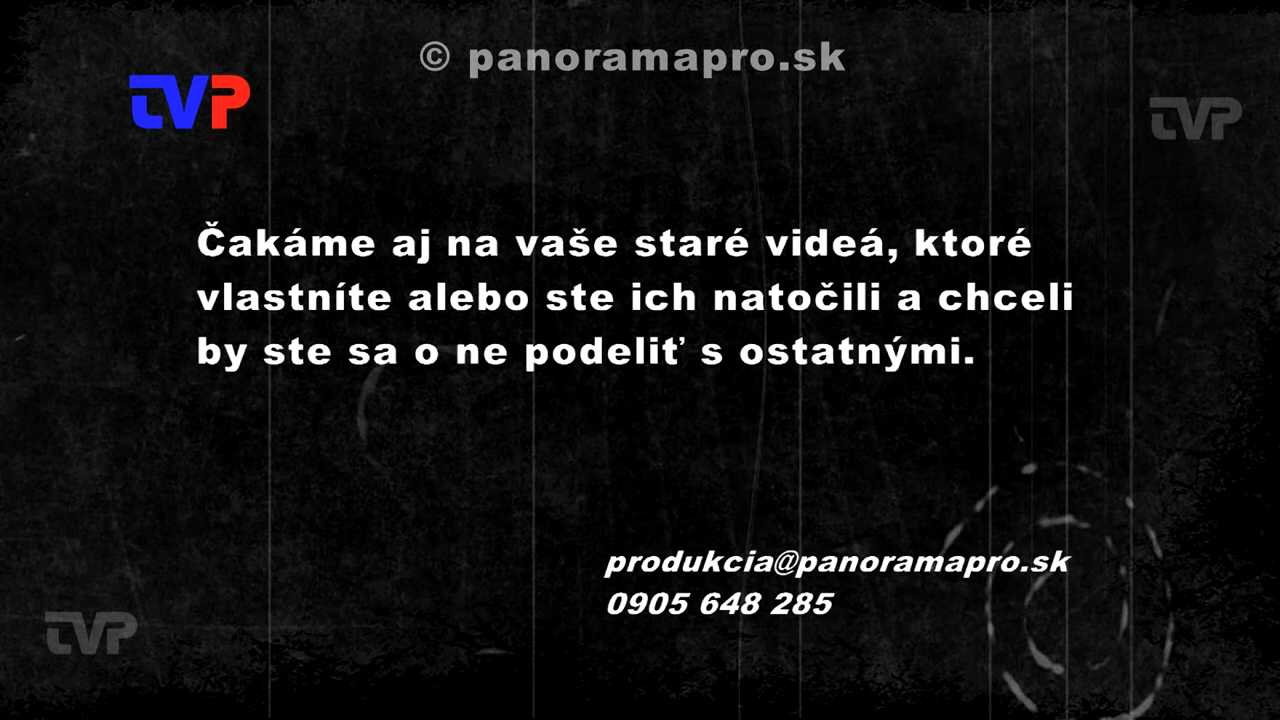 © panoramapro.sk
TVP
TVP
Čakáme aj na vaše staré videá, ktoré
vlastníte alebo ste ich natočili a chceli
by ste sa o ne podeliť s ostatnými.
produkcia@panoramapro.sk
0905 648 285
TVP